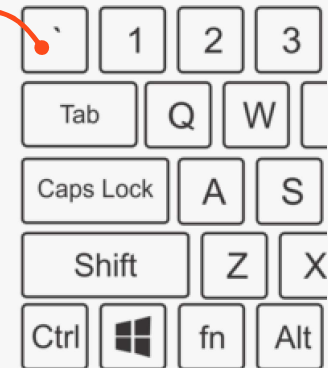 ` 1 2 3
Tab Q W
Caps Lock A S
Shift Z X
Ctrl fn Alt